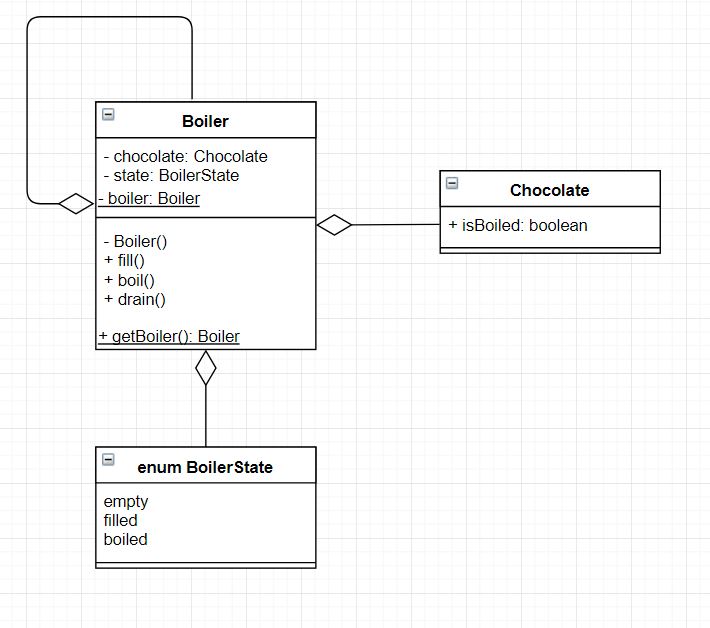 Boiler
- chocolate: Chocolate
- state: BoilerState
- boiler: Boiler
- Boiler()
+ fill()
+ boil()
+ drain()
+ getBoiler(): Boiler
Chocolate
+ isBoiled: boolean
enum BoilerState
empty
filled
boiled